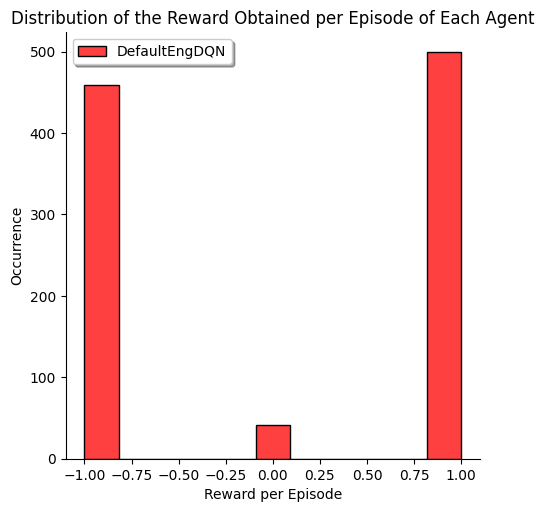 Distribution of the Reward Obtained per Episode of Each Agent
DefaultEngDQN
500
400
300
200
100
0
Occurrence
−1.00 −0.75 −0.50 −0.25 0.00 0.25 0.50 0.75 1.00
Reward per Episode